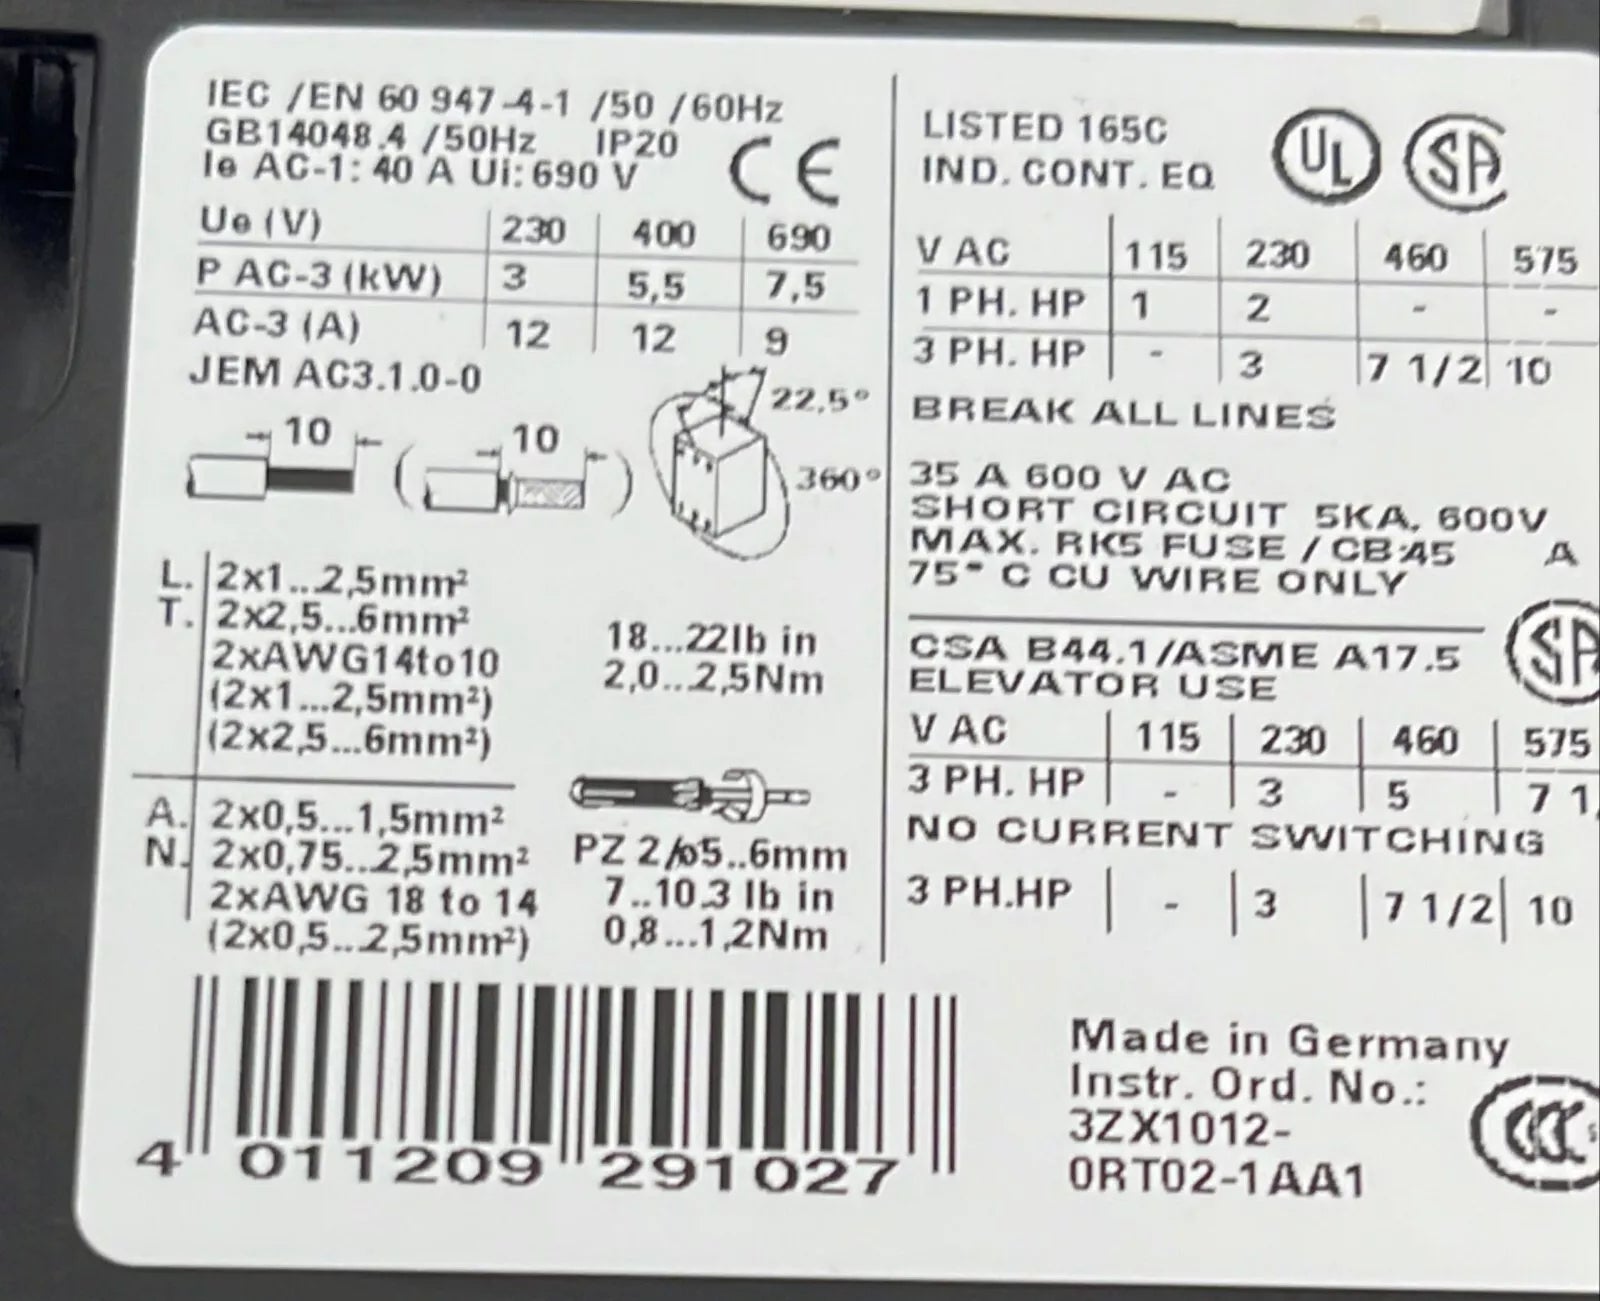 IEC /EN 60 947-4-1 /50 /60Hz
GB14048.4 /50Hz IP20
Ie AC-1: 40 A Ui: 690 V
CE
Ue (V) 230 400 690
P AC-3 (kW) 3 5,5 7,5
AC-3 (A) 12 12 9
JEM AC3.1.0-0
10 10 22,5°
360°
L. 2x1...2,5mm²
T. 2x2,5...6mm²
2xAWG14to10
(2x1...2,5mm²)
(2x2,5...6mm²)
18...22lb in
2,0...2,5Nm
A. 2x0,5...1,5mm²
N. 2x0,75...2,5mm²
2xAWG 18 to 14
(2x0,5...2,5mm²)
PZ 2/ø5..6mm
7..10.3 lb in
0,8...1,2Nm
4 011209 291027
LISTED 165C
IND. CONT. EQ
UL SA
V AC 115 230 460 575
1 PH. HP 1 2 - -
3 PH. HP - 3 7 1/2 10
BREAK ALL LINES
35 A 600 V AC
SHORT CIRCUIT 5KA, 600V
MAX. RK5 FUSE / CB:45 A
75° C CU WIRE ONLY
CSA B44.1/ASME A17.5
ELEVATOR USE
SA
V AC 115 230 460 575
3 PH. HP - 3 5 7 1
NO CURRENT SWITCHING
3 PH.HP - 3 7 1/2 10
Made in Germany
Instr. Ord. No.:
3ZX1012-
0RT02-1AA1
CCC